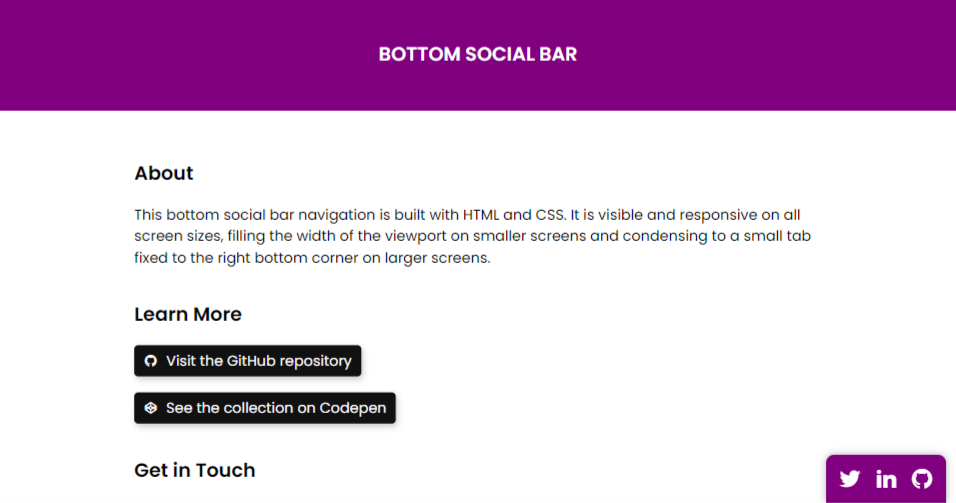 BOTTOM SOCIAL BAR
About
This bottom social bar navigation is built with HTML and CSS. It is visible and responsive on all
screen sizes, filling the width of the viewport on smaller screens and condensing to a small tab
fixed to the right bottom corner on larger screens.
Learn More
Visit the GitHub repository
See the collection on Codepen
Get in Touch